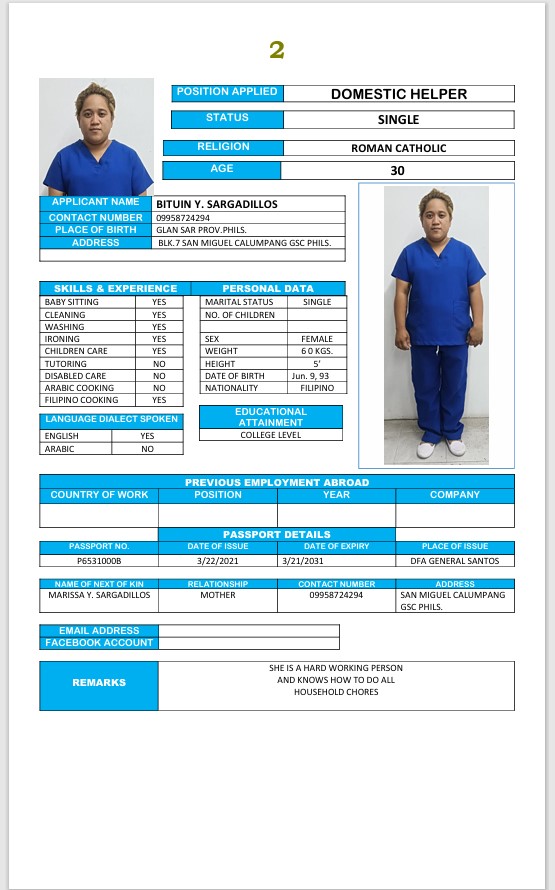 2
POSITION APPLIED DOMESTIC HELPER
STATUS SINGLE
RELIGION ROMAN CATHOLIC
AGE 30
APPLICANT NAME BITUIN Y. SARGADILLOS
CONTACT NUMBER 09958724294
PLACE OF BIRTH GLAN SAR PROV.PHILS.
ADDRESS BLK.7 SAN MIGUEL CALUMPANG GSC PHILS.
SKILLS & EXPERIENCE PERSONAL DATA
BABY SITTING YES MARITAL STATUS SINGLE
CLEANING YES NO. OF CHILDREN
WASHING YES
IRONING YES SEX FEMALE
CHILDREN CARE YES WEIGHT 6 0 KGS.
TUTORING NO HEIGHT 5'
DISABLED CARE NO DATE OF BIRTH Jun. 9, 93
ARABIC COOKING NO NATIONALITY FILIPINO
FILIPINO COOKING YES
LANGUAGE DIALECT SPOKEN
ENGLISH YES
ARABIC NO
EDUCATIONAL
ATTAINMENT
COLLEGE LEVEL
PREVIOUS EMPLOYMENT ABROAD
COUNTRY OF WORK POSITION YEAR COMPANY
PASSPORT DETAILS
PASSPORT NO. DATE OF ISSUE DATE OF EXPIRY PLACE OF ISSUE
P6531000B 3/22/2021 3/21/2031 DFA GENERAL SANTOS
NAME OF NEXT OF KIN RELATIONSHIP CONTACT NUMBER ADDRESS
MARISSA Y. SARGADILLOS MOTHER 09958724294 SAN MIGUEL CALUMPANG
GSC PHILS.
EMAIL ADDRESS
FACEBOOK ACCOUNT
REMARKS
SHE IS A HARD WORKING PERSON
AND KNOWS HOW TO DO ALL
HOUSEHOLD CHORES